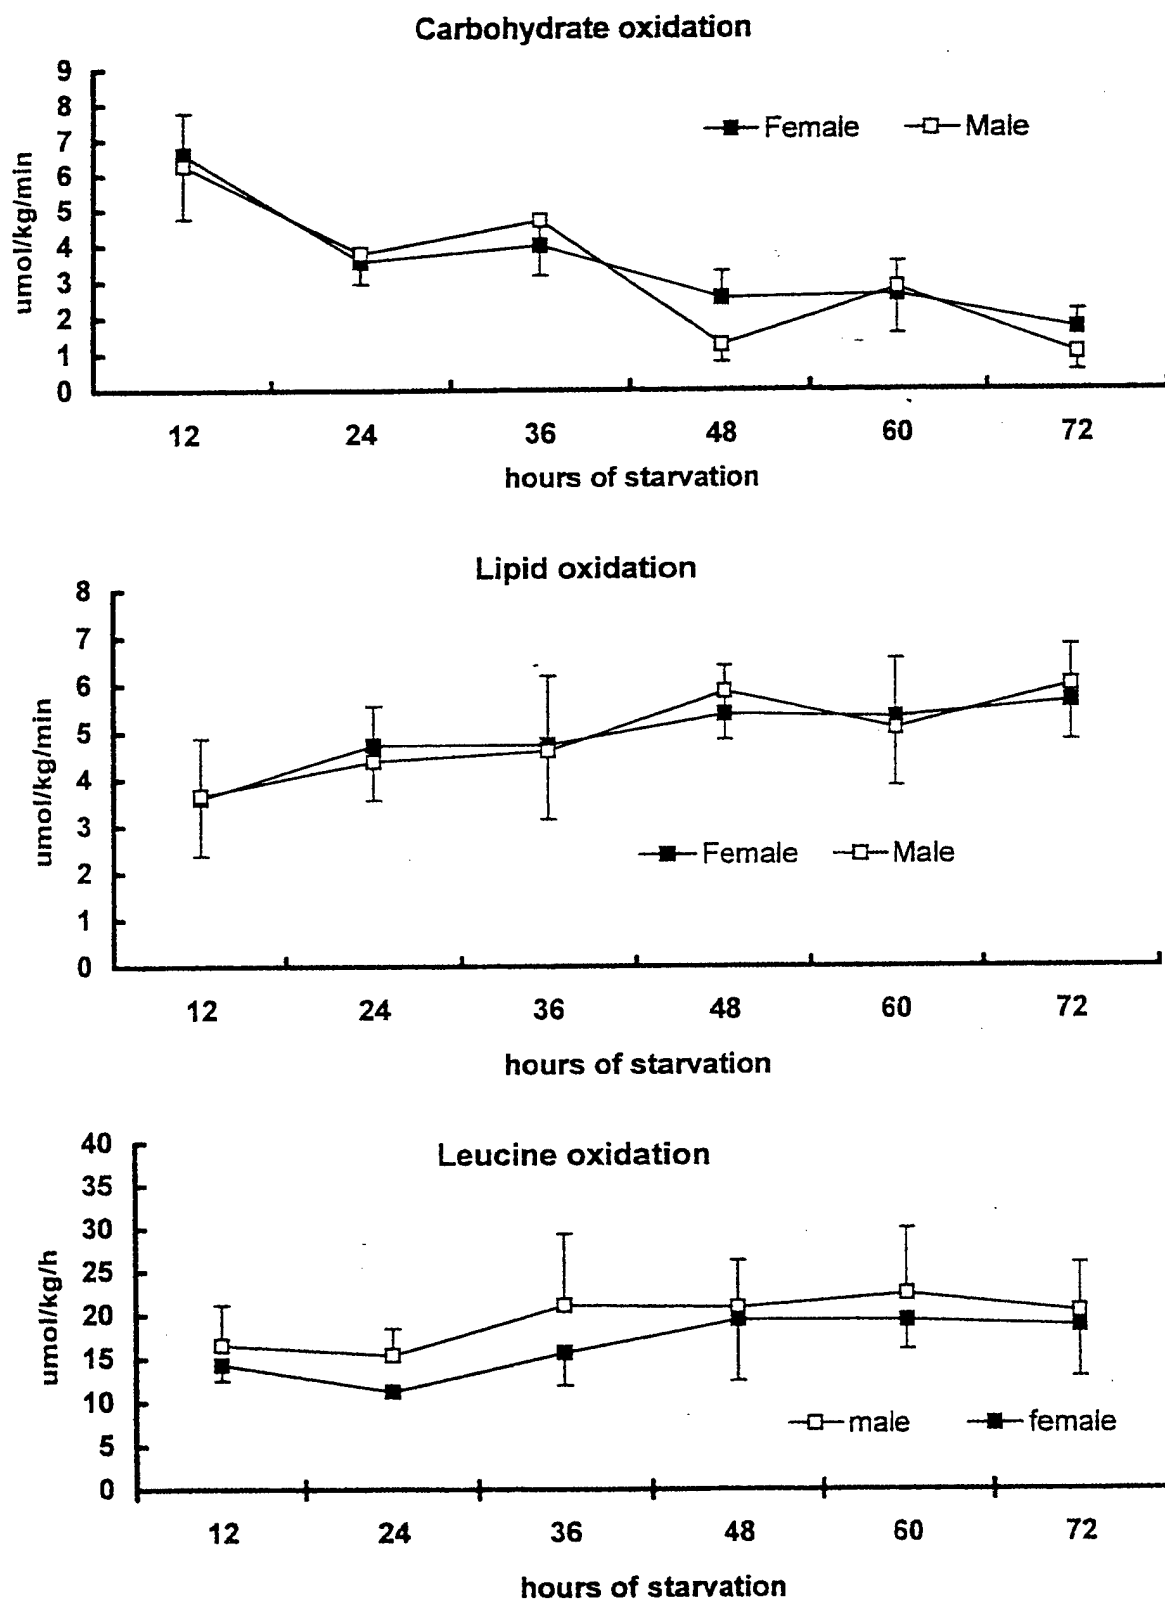 Carbohydrate oxidation
9
8
7
6
5
4
3
2
1
0
umol/kg/min
Female Male
12 24 36 48 60 72
hours of starvation
Lipid oxidation
8
7
6
5
4
3
2
1
0
umol/kg/min
Female Male
12 24 36 48 60 72
hours of starvation
Leucine oxidation
40
35
30
25
20
15
10
5
0
umol/kg/h
male female
12 24 36 48 60 72
hours of starvation